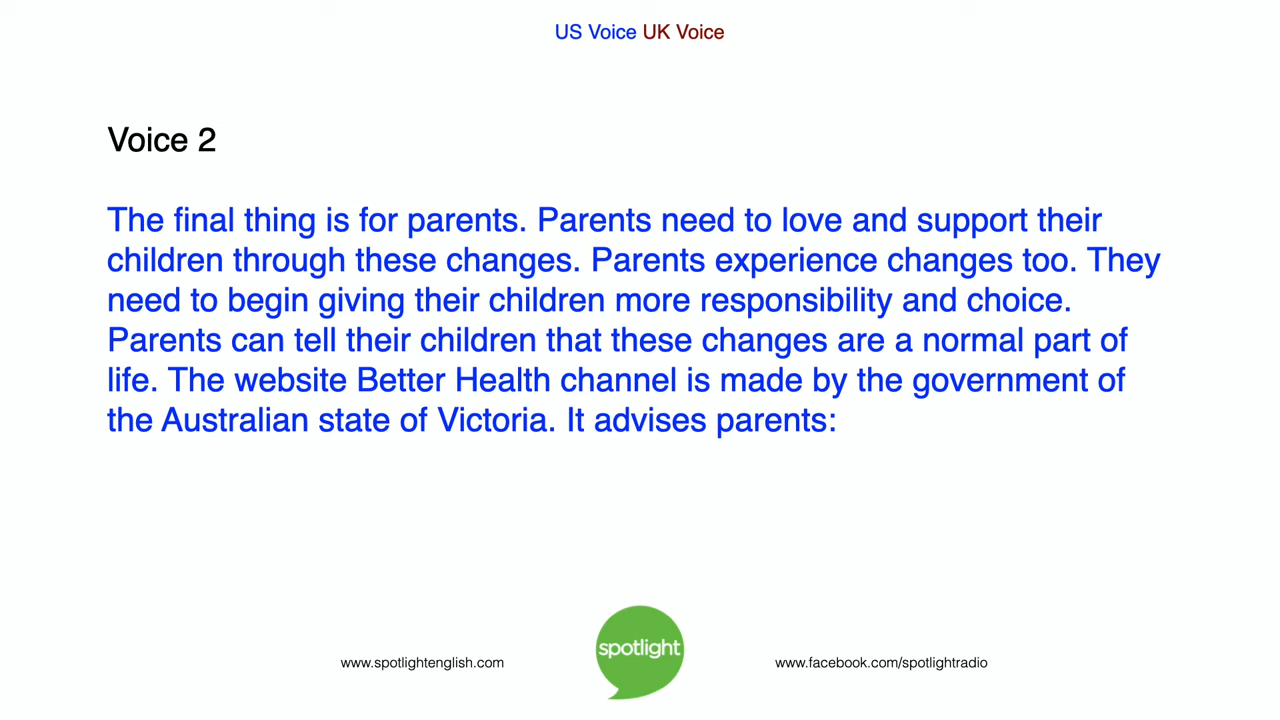 US Voice UK Voice
Voice 2
The final thing is for parents. Parents need to love and support their
children through these changes. Parents experience changes too. They
need to begin giving their children more responsibility and choice.
Parents can tell their children that these changes are a normal part of
life. The website Better Health channel is made by the government of
the Australian state of Victoria. It advises parents:
spotlight
www.spotlightenglish.com
www.facebook.com/spotlightradio